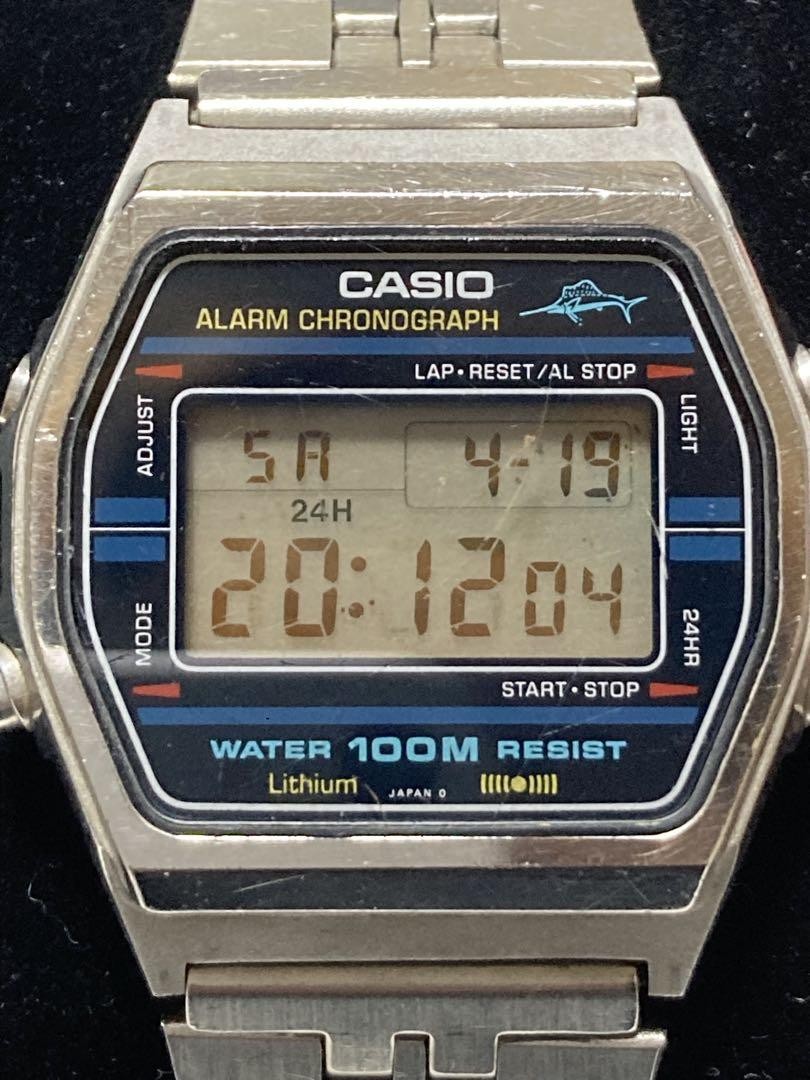 CASIO
ALARM CHRONOGRAPH
LAP•RESET/AL STOP
ADJUST
LIGHT
SA 4-19
24H
20:12 04
MODE
24HR
START•STOP
WATER 100M RESIST
Lithium
JAPAN 0